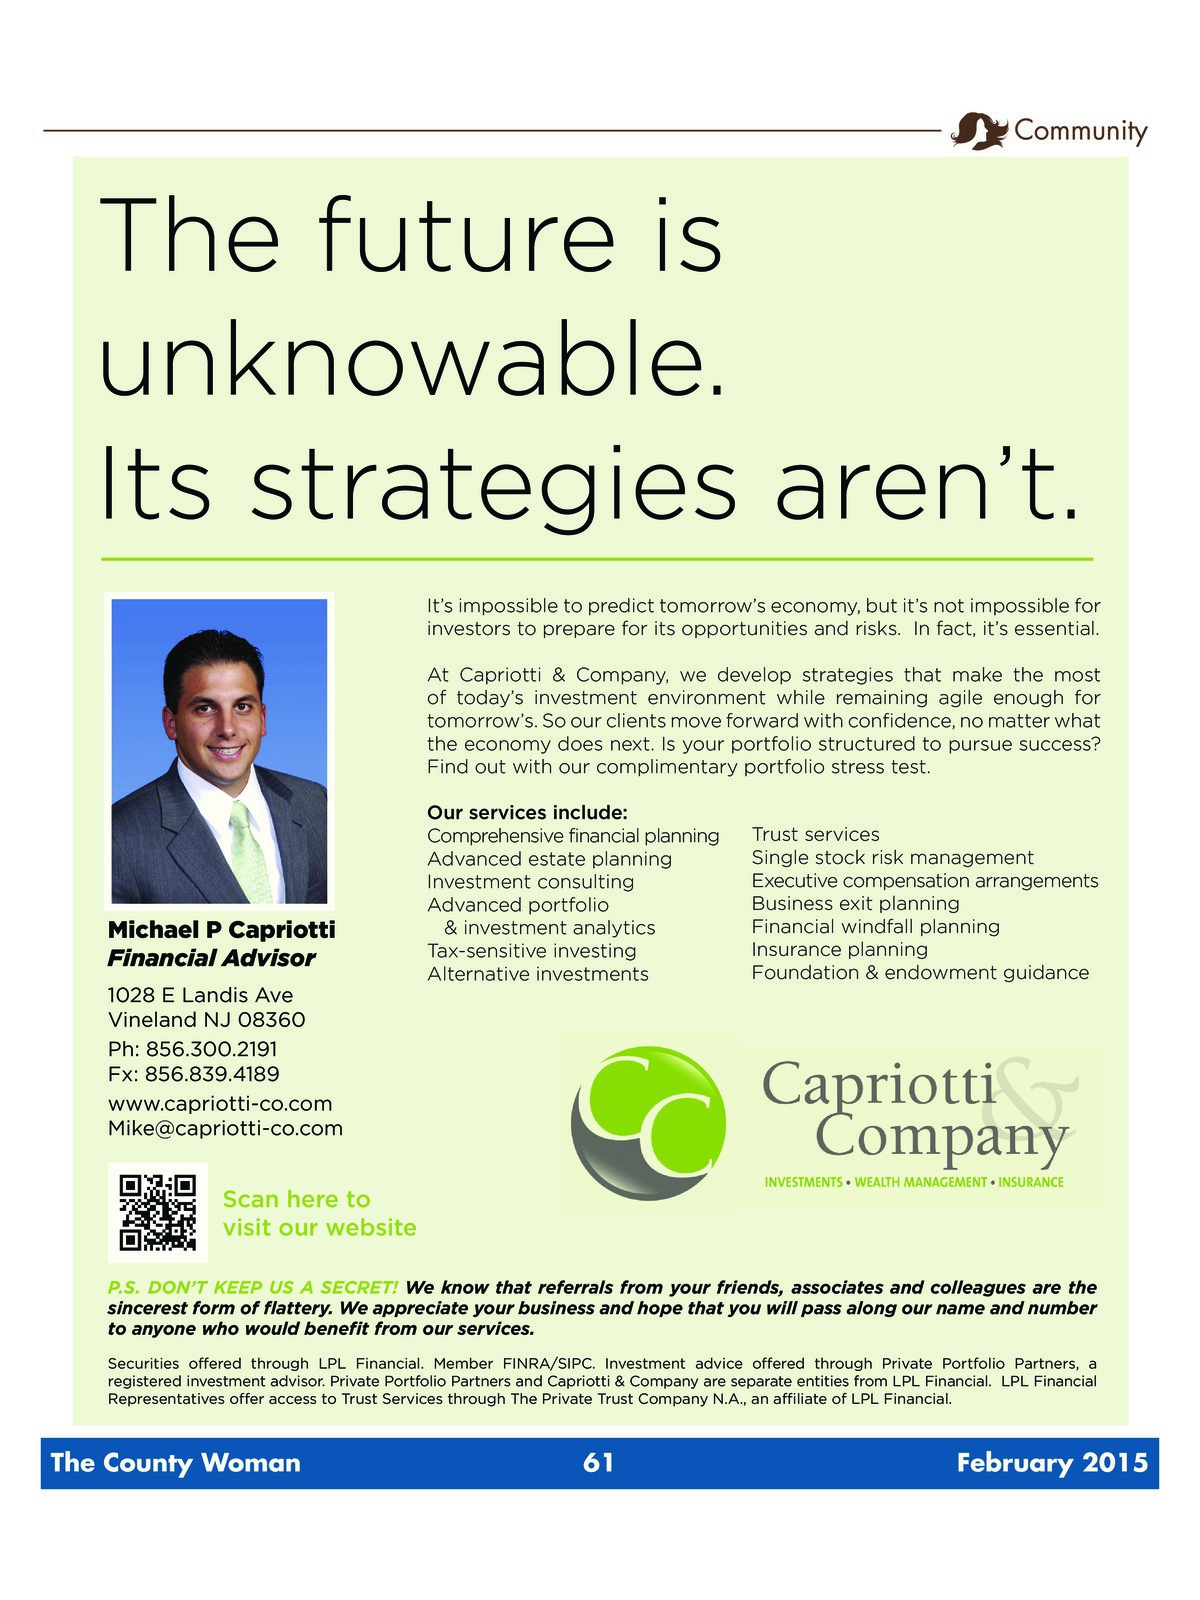 Community
The future is
unknowable.
Its strategies aren’t.
It’s impossible to predict tomorrow’s economy, but it’s not impossible for
investors to prepare for its opportunities and risks.  In fact, it’s essential.
At Capriotti & Company, we develop strategies that make the most
of today’s investment environment while remaining agile enough for
tomorrow’s. So our clients move forward with confidence, no matter what
the economy does next. Is your portfolio structured to pursue success?
Find out with our complimentary portfolio stress test.
Our services include:
Comprehensive financial planning
Advanced estate planning
Investment consulting
Advanced portfolio
& investment analytics
Tax-sensitive investing
Alternative investments
Trust services
Single stock risk management
Executive compensation arrangements
Business exit planning
Financial windfall planning
Insurance planning
Foundation & endowment guidance
Michael P Capriotti
Financial Advisor
1028 E Landis Ave
Vineland NJ 08360
Ph: 856.300.2191
Fx: 856.839.4189
www.capriotti-co.com
Mike@capriotti-co.com
Scan here to
visit our website
CC
Capriotti &
Company
INVESTMENTS • WEALTH MANAGEMENT • INSURANCE
P.S. DON’T KEEP US A SECRET! We know that referrals from your friends, associates and colleagues are the
sincerest form of flattery. We appreciate your business and hope that you will pass along our name and number
to anyone who would benefit from our services.
Securities offered through LPL Financial. Member FINRA/SIPC. Investment advice offered through Private Portfolio Partners, a
registered investment advisor. Private Portfolio Partners and Capriotti & Company are separate entities from LPL Financial.  LPL Financial
Representatives offer access to Trust Services through The Private Trust Company N.A., an affiliate of LPL Financial.
The County Woman 61 February 2015